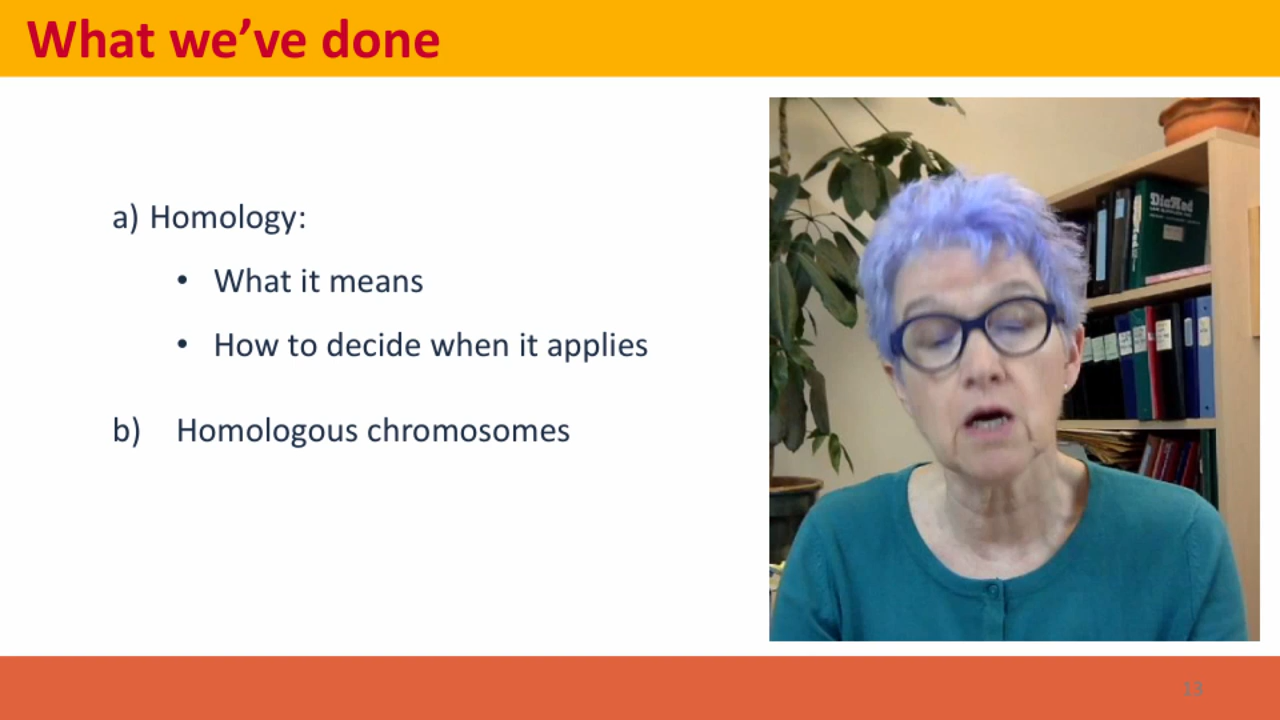 What we've done
a) Homology:
• What it means
• How to decide when it applies
b) Homologous chromosomes
13